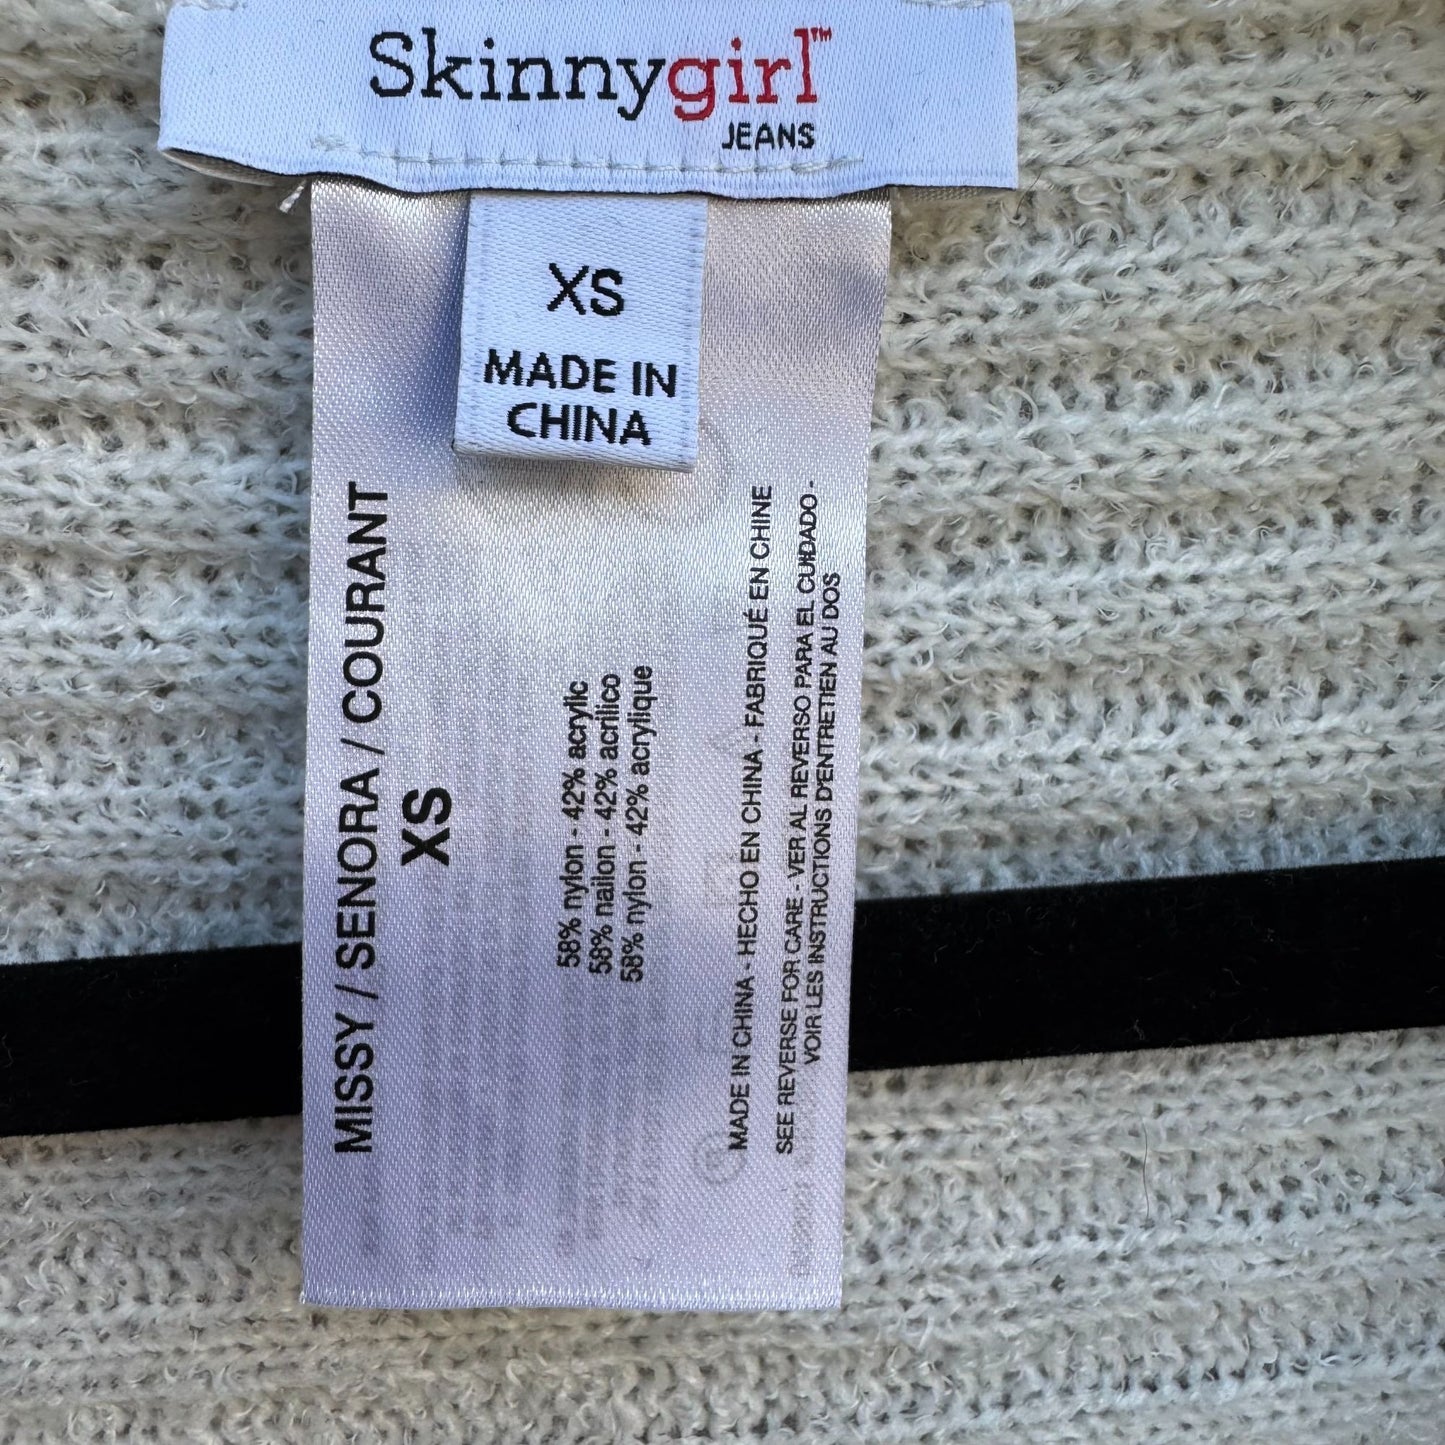 Skinnygirl™
JEANS
XS
MADE IN
CHINA
MISSY / SENORA / COURANT
XS
58% nylon - 42% acrylic
58% nailon - 42% acrilico
58% nylon - 42% acrylique
MADE IN CHINA - HECHO EN CHINA - FABRIQUÉ EN CHINE
SEE REVERSE FOR CARE - VER AL REVERSO PARA EL CUIDADO -
VOIR LES INSTRUCTIONS D'ENTRETIEN AU DOS